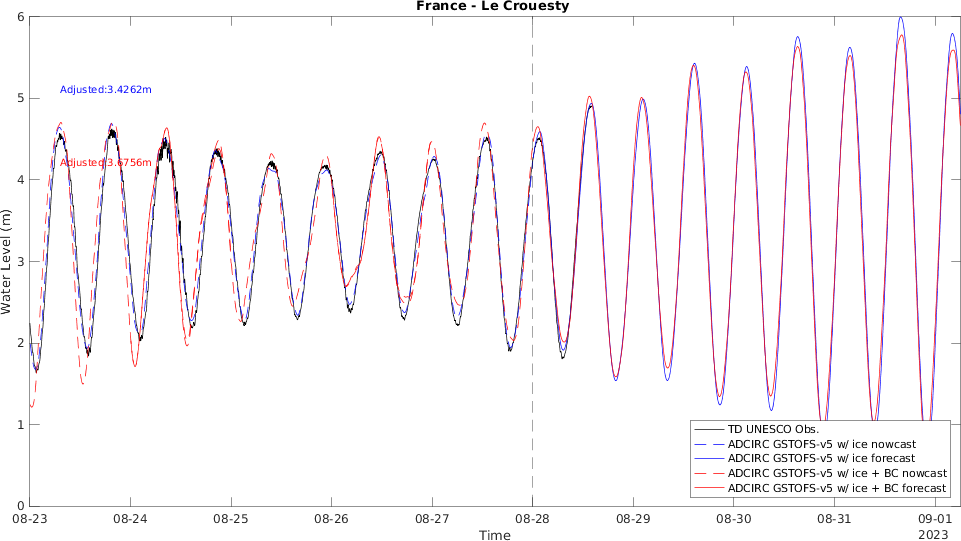 France - Le Crouesty
Water Level (m)
6
5
4
3
2
1
0
Adjusted:3.4262m
Adjusted:3.6756m
TD UNESCO Obs.
ADCIRC GSTOFS-v5 w/ ice nowcast
ADCIRC GSTOFS-v5 w/ ice forecast
ADCIRC GSTOFS-v5 w/ ice + BC nowcast
ADCIRC GSTOFS-v5 w/ ice + BC forecast
08-23 08-24 08-25 08-26 08-27 08-28 08-29 08-30 08-31 09-01
2023
Time